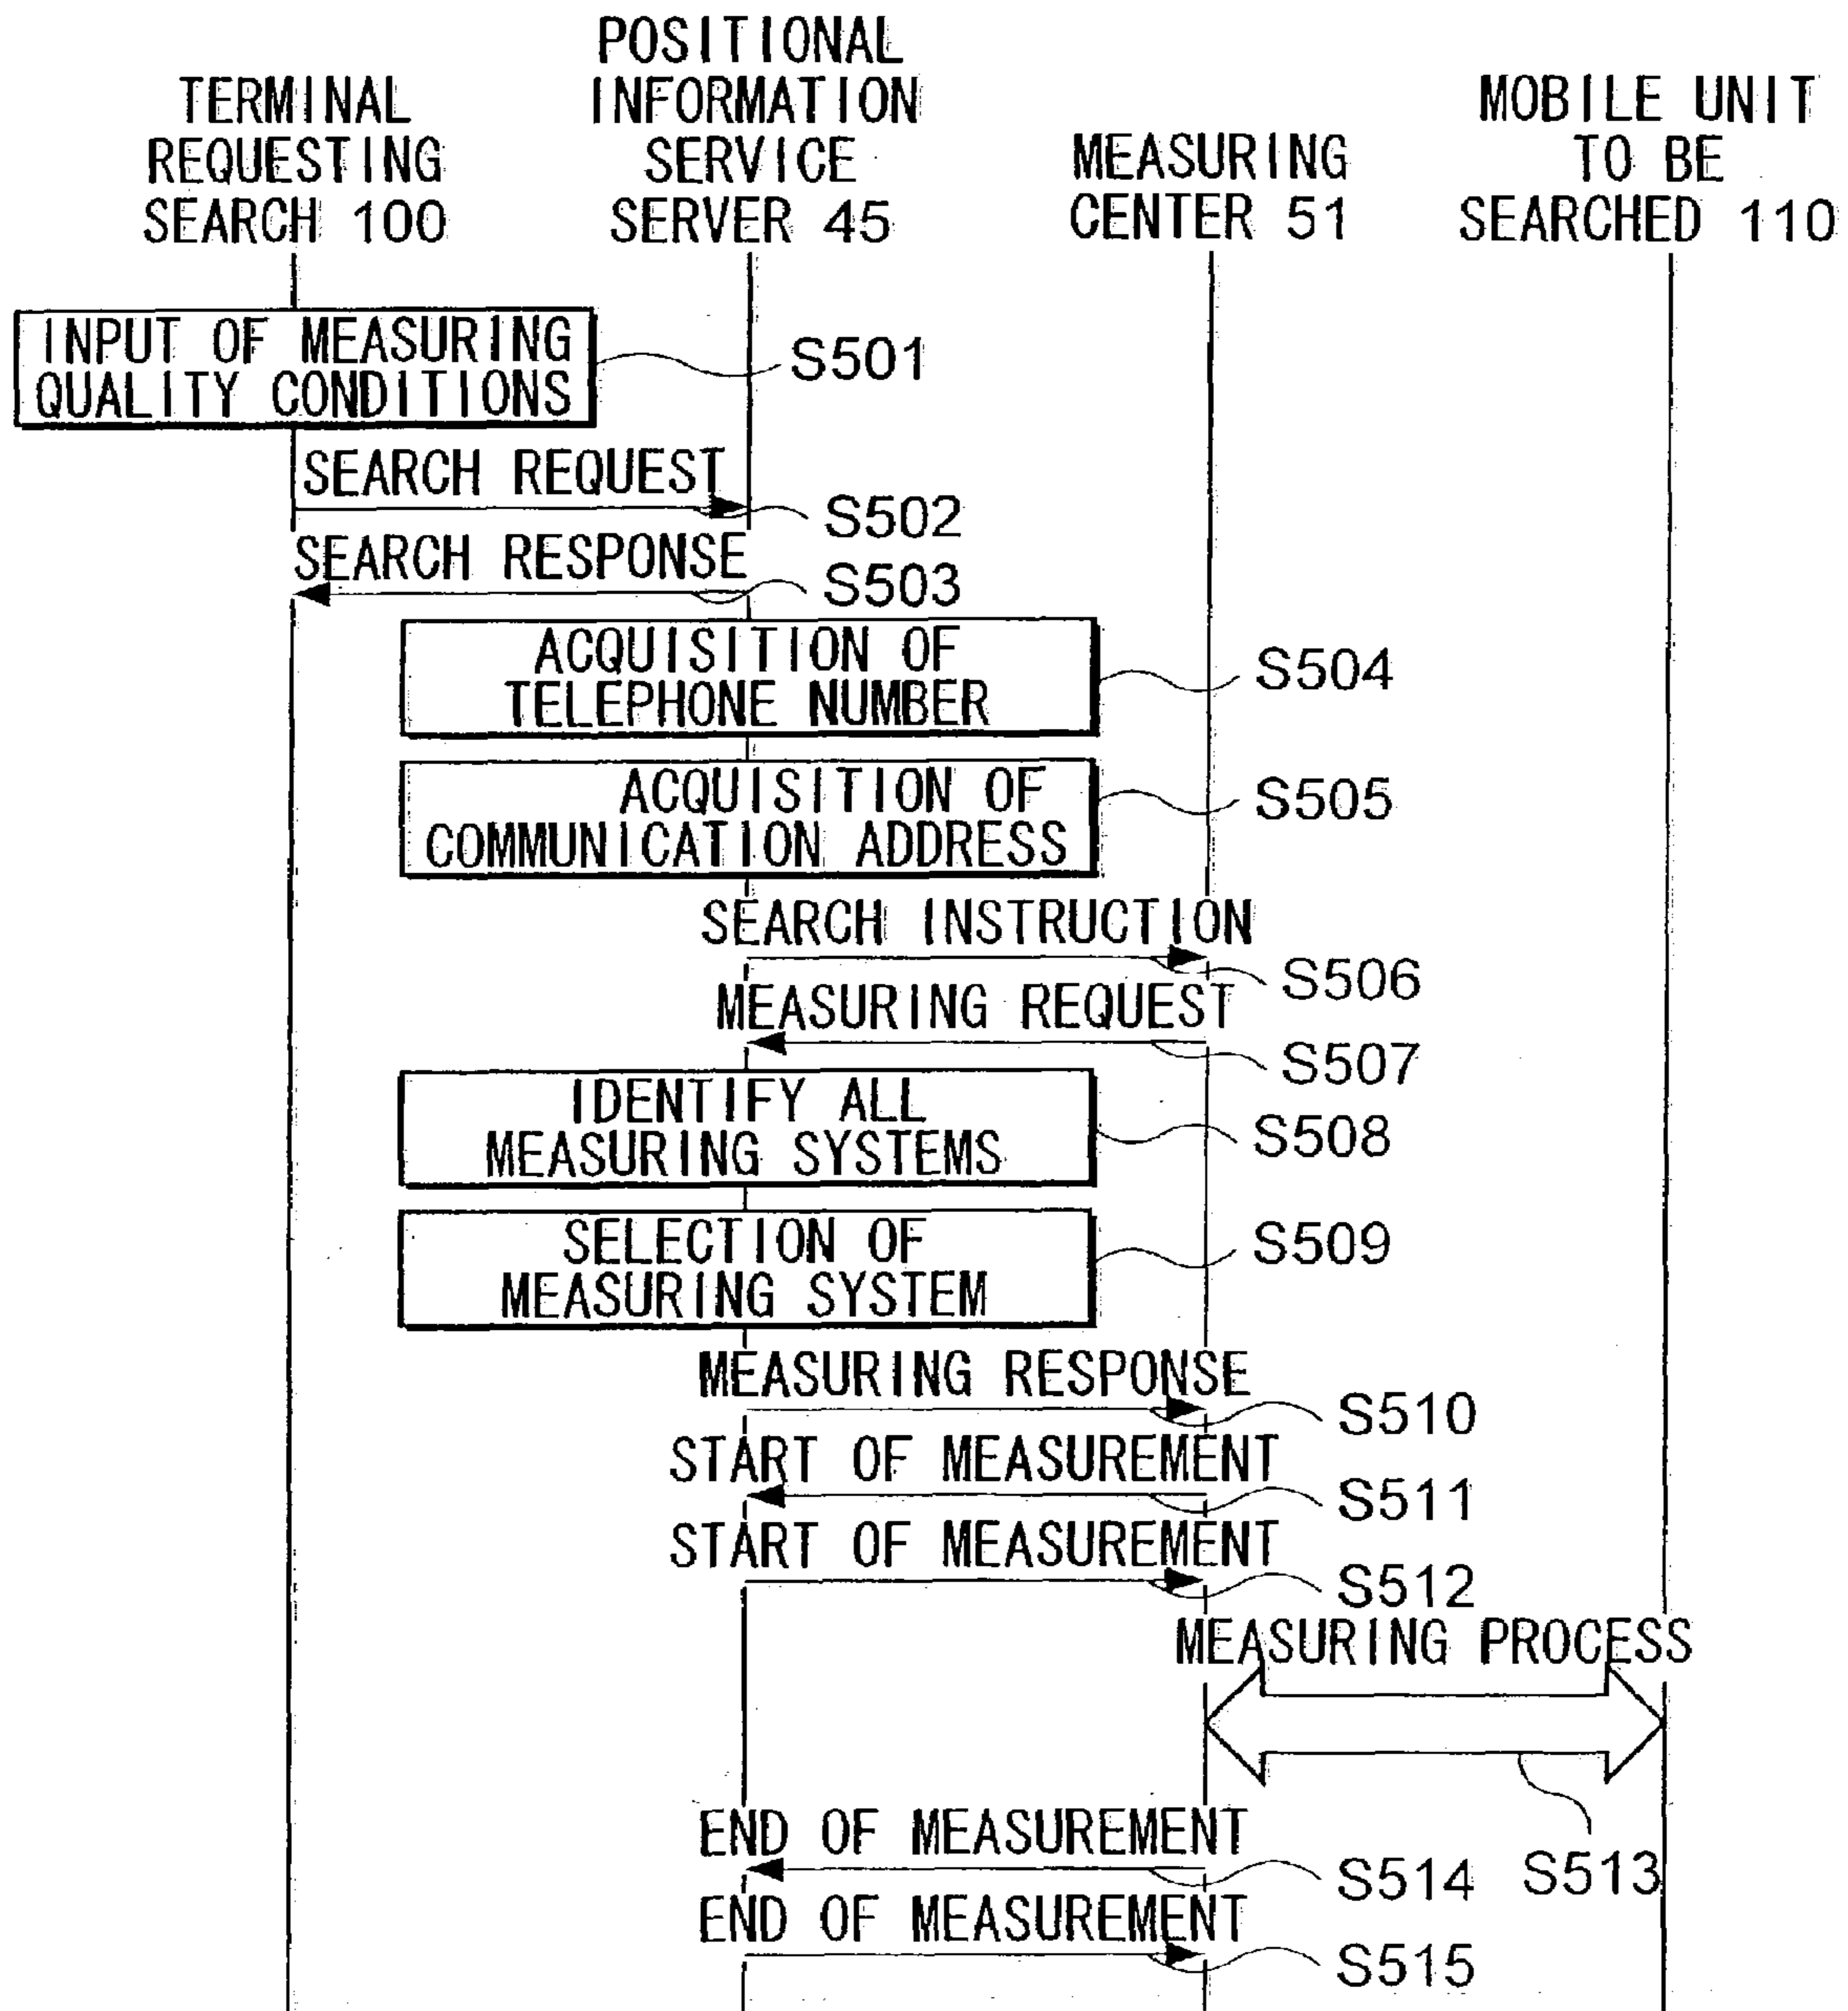 TERMINAL
REQUESTING
SEARCH 100
POSITIONAL
INFORMATION
SERVICE
SERVER 45
MEASURING
CENTER 51
MOBILE UNIT
TO BE
SEARCHED 110
INPUT OF MEASURING
QUALITY CONDITIONS
S501
SEARCH REQUEST
S502
SEARCH RESPONSE
S503
ACQUISITION OF
TELEPHONE NUMBER
S504
ACQUISITION OF
COMMUNICATION ADDRESS
S505
SEARCH INSTRUCTION
S506
MEASURING REQUEST
S507
IDENTIFY ALL
MEASURING SYSTEMS
S508
SELECTION OF
MEASURING SYSTEM
S509
MEASURING RESPONSE
S510
START OF MEASUREMENT
S511
START OF MEASUREMENT
S512
MEASURING PROCESS
S513
END OF MEASUREMENT
S514
END OF MEASUREMENT
S515